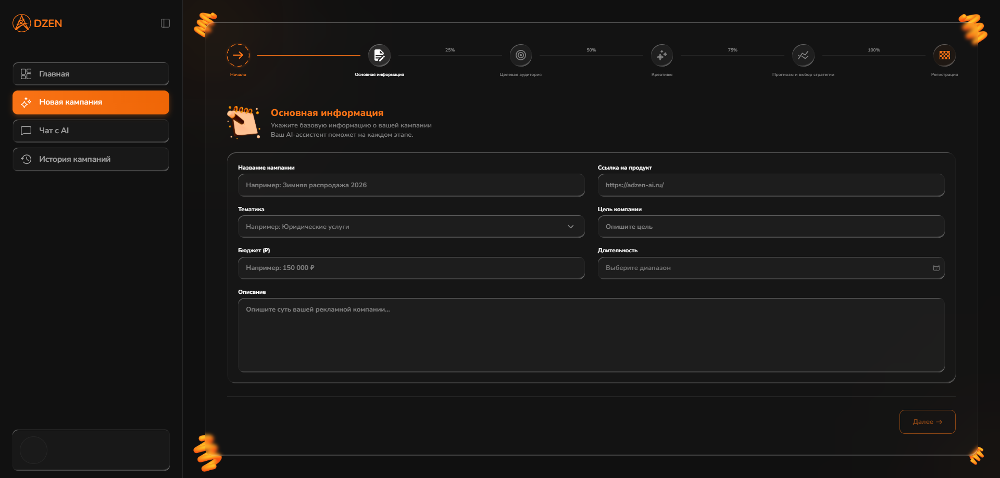 DZEN
Главная
Новая кампания
Чат с AI
История кампаний
25%
50%
75%
100%
Начало
Основная информация
Целевая аудитория
Креативы
Прогнозы и выбор стратегии
Регистрация
Основная информация
Укажите базовую информацию о вашей кампании
Ваш AI-ассистент поможет на каждом этапе.
Название кампании
Ссылка на продукт
Например: Зимняя распродажа 2026
https://adzen-ai.ru/
Тематика
Цель компании
Например: Юридические услуги
Опишите цель
Бюджет (₽)
Длительность
Например: 150 000 ₽
Выберите диапазон
Описание
Опишите суть вашей рекламной компании...
Далее →